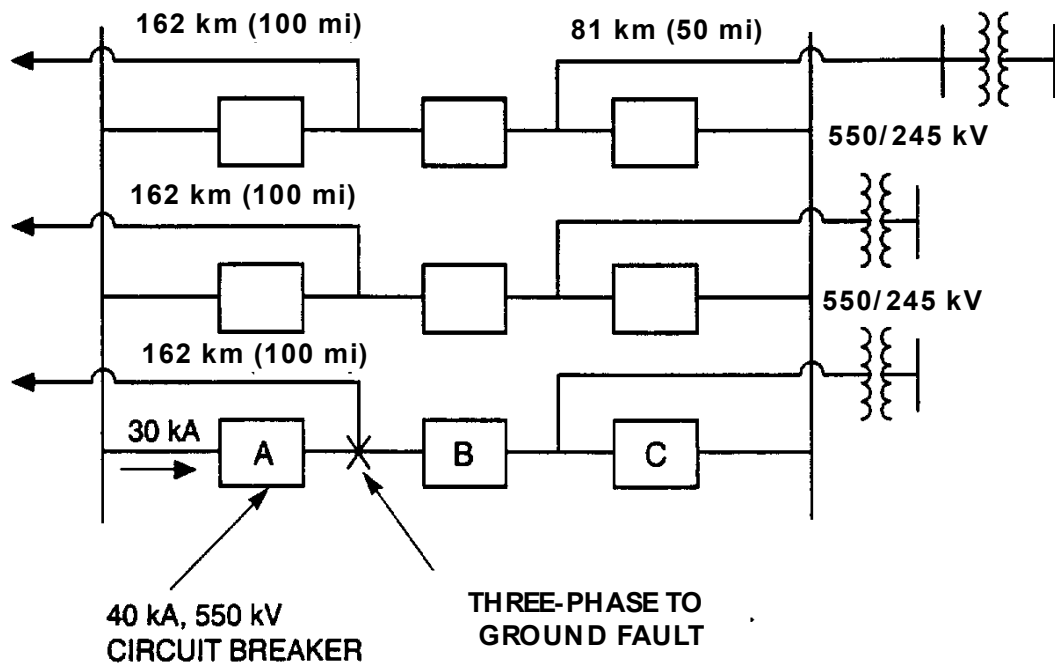 162 km (100 mi)
81 km (50 mi)
550/245 kV
162 km (100 mi)
550/245 kV
162 km (100 mi)
30 kA
A
B
C
40 kA, 550 kV
CIRCUIT BREAKER
THREE-PHASE TO
GROUND FAULT